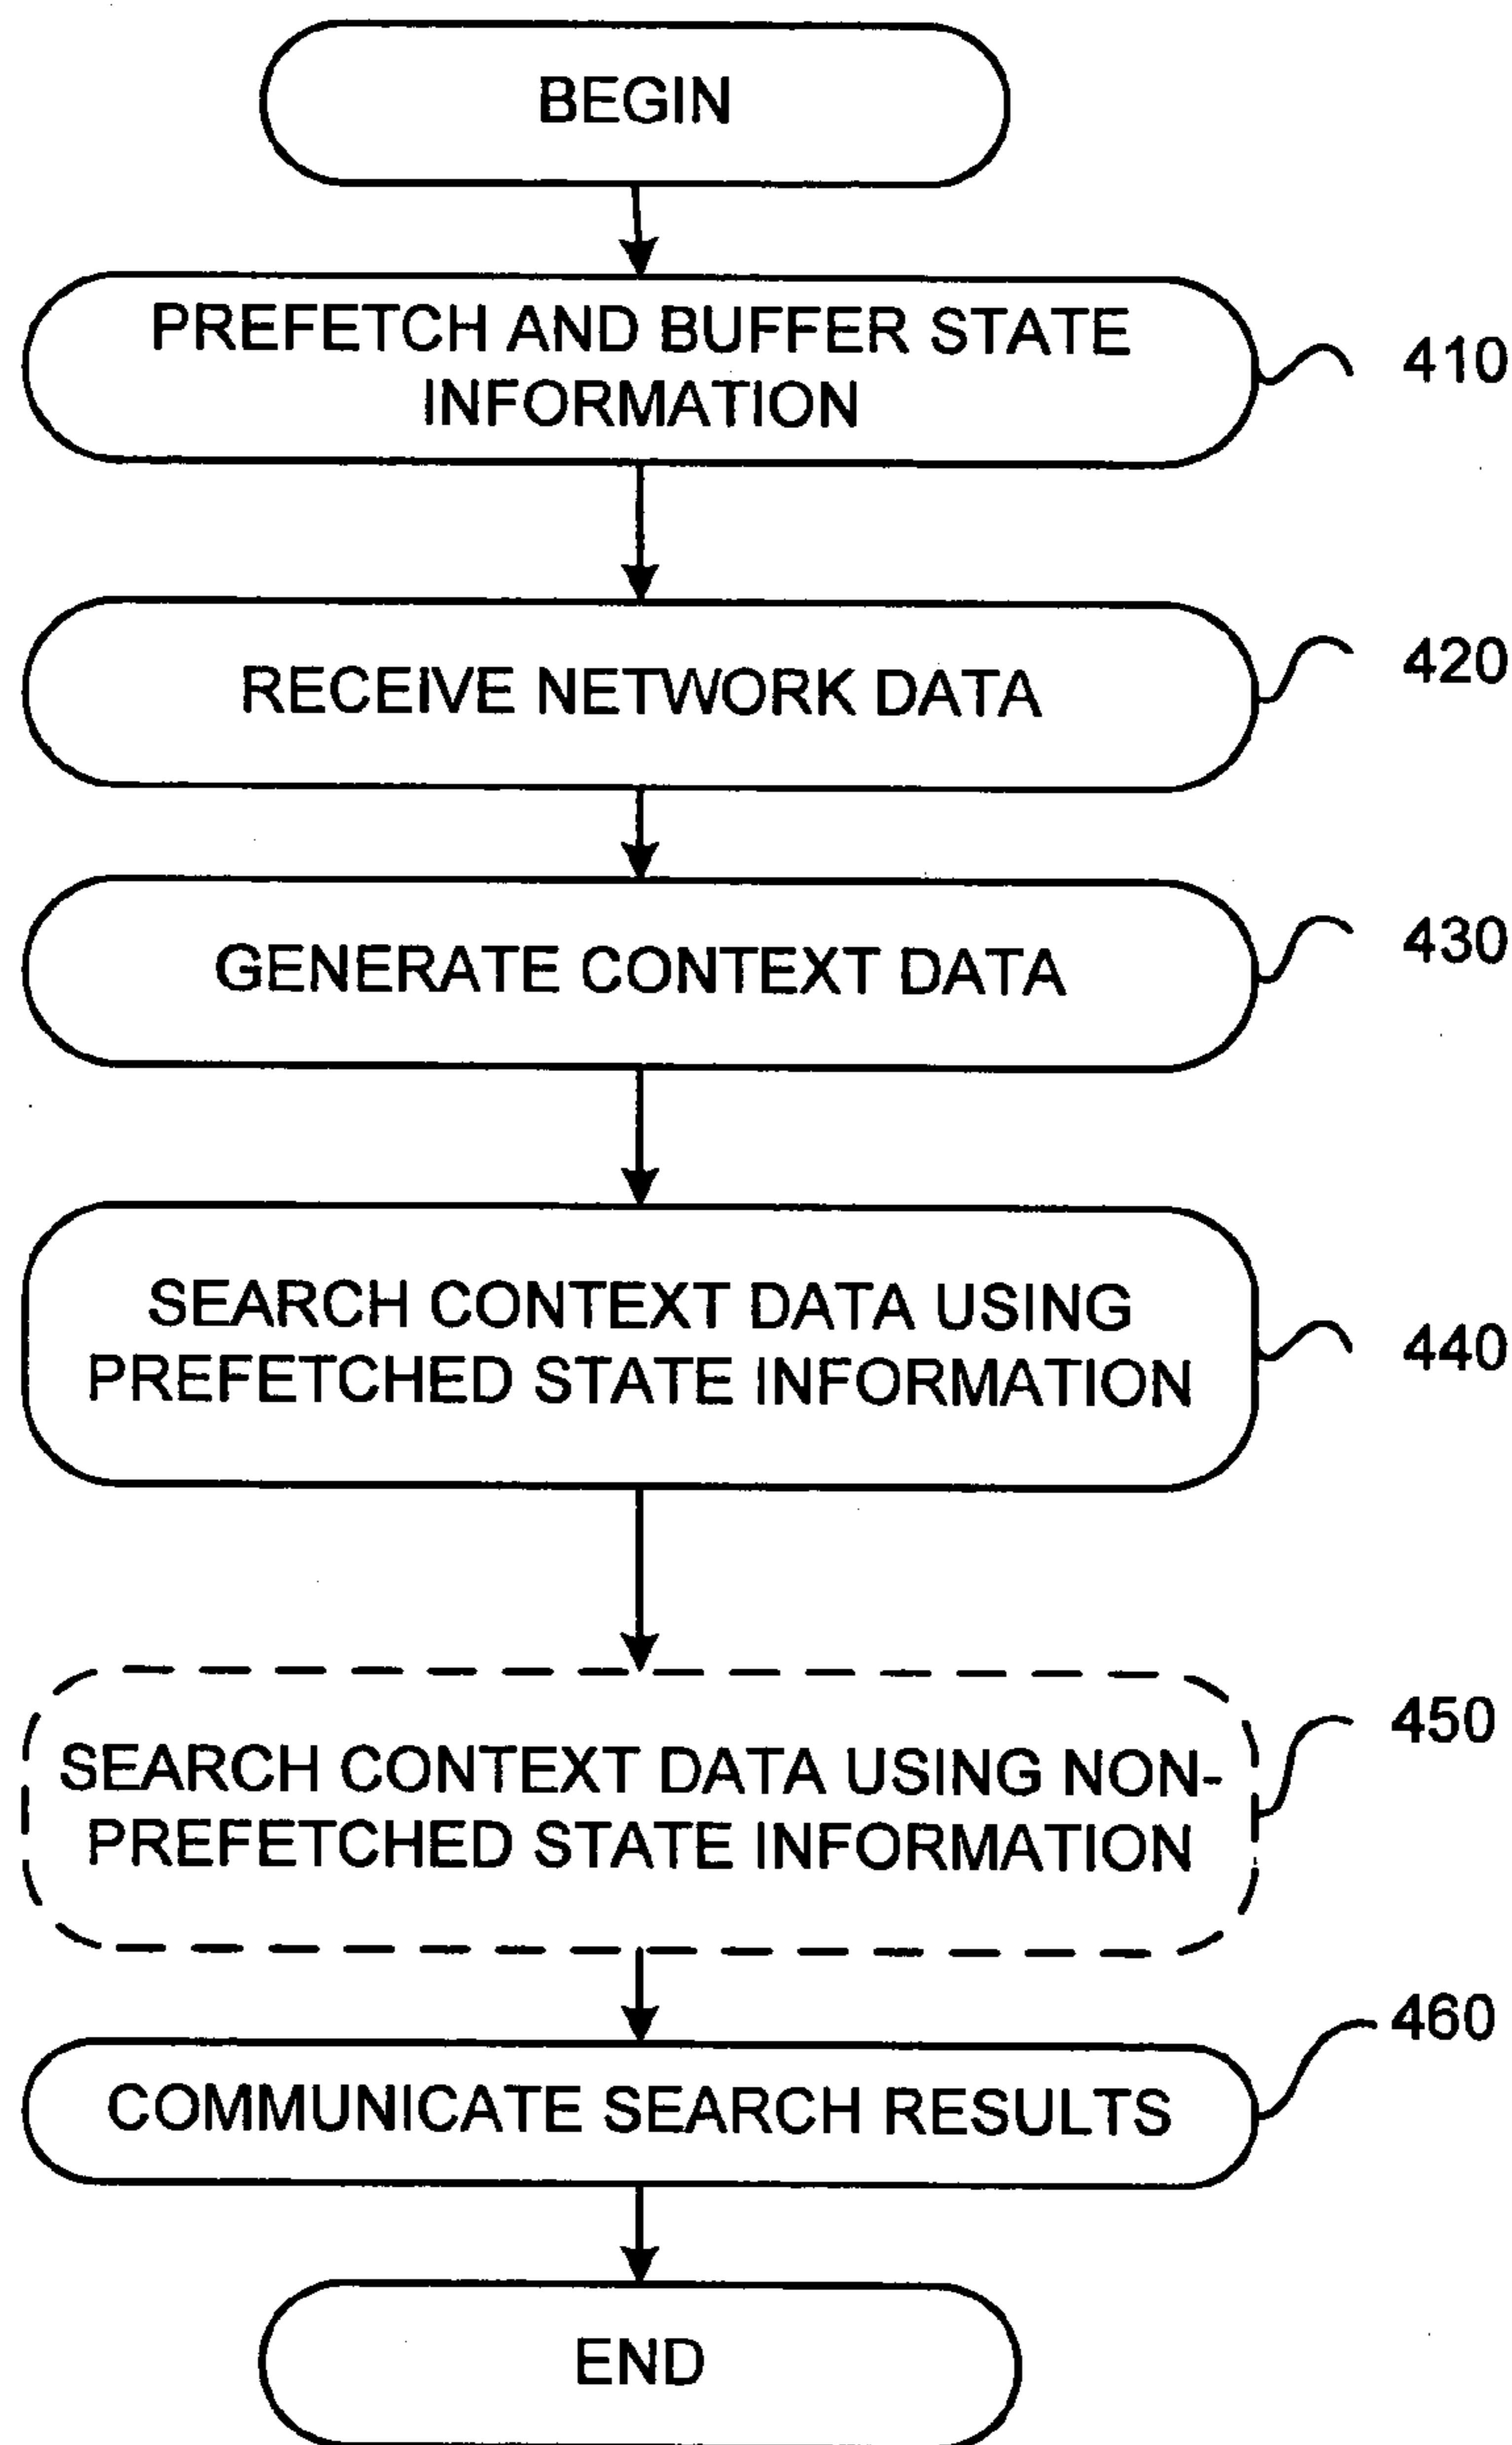 BEGIN
PREFETCH AND BUFFER STATE
INFORMATION
410
RECEIVE NETWORK DATA
420
GENERATE CONTEXT DATA
430
SEARCH CONTEXT DATA USING
PREFETCHED STATE INFORMATION
440
SEARCH CONTEXT DATA USING NON-
PREFETCHED STATE INFORMATION
450
COMMUNICATE SEARCH RESULTS
460
END